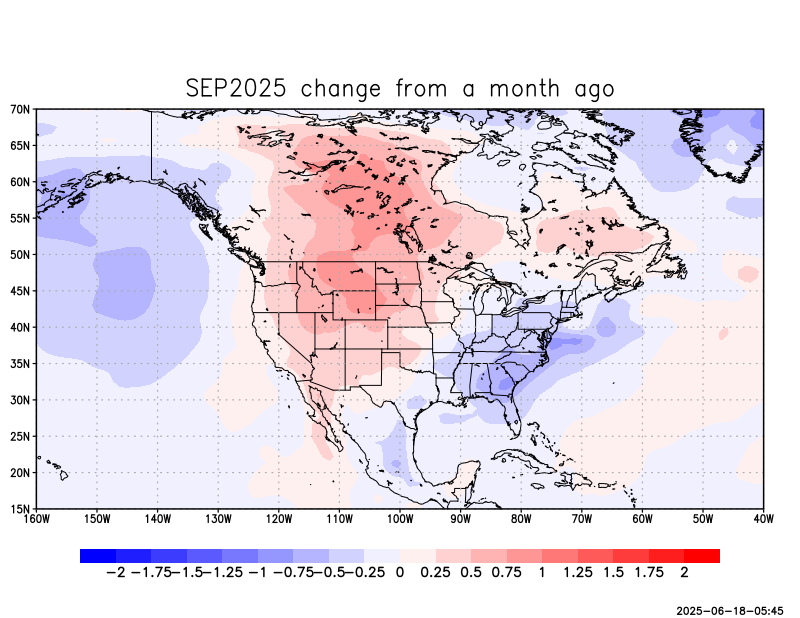 SEP2025 change from a month ago
70N
65N
60N
55N
50N
45N
40N
35N
30N
25N
20N
15N
160W 150W 140W 130W 120W 110W 100W 90W 80W 70W 60W 50W 40W
-2 -1.75 -1.5 -1.25 -1 -0.75 -0.5 -0.25 0 0.25 0.5 0.75 1 1.25 1.5 1.75 2
2025-06-18-05:45